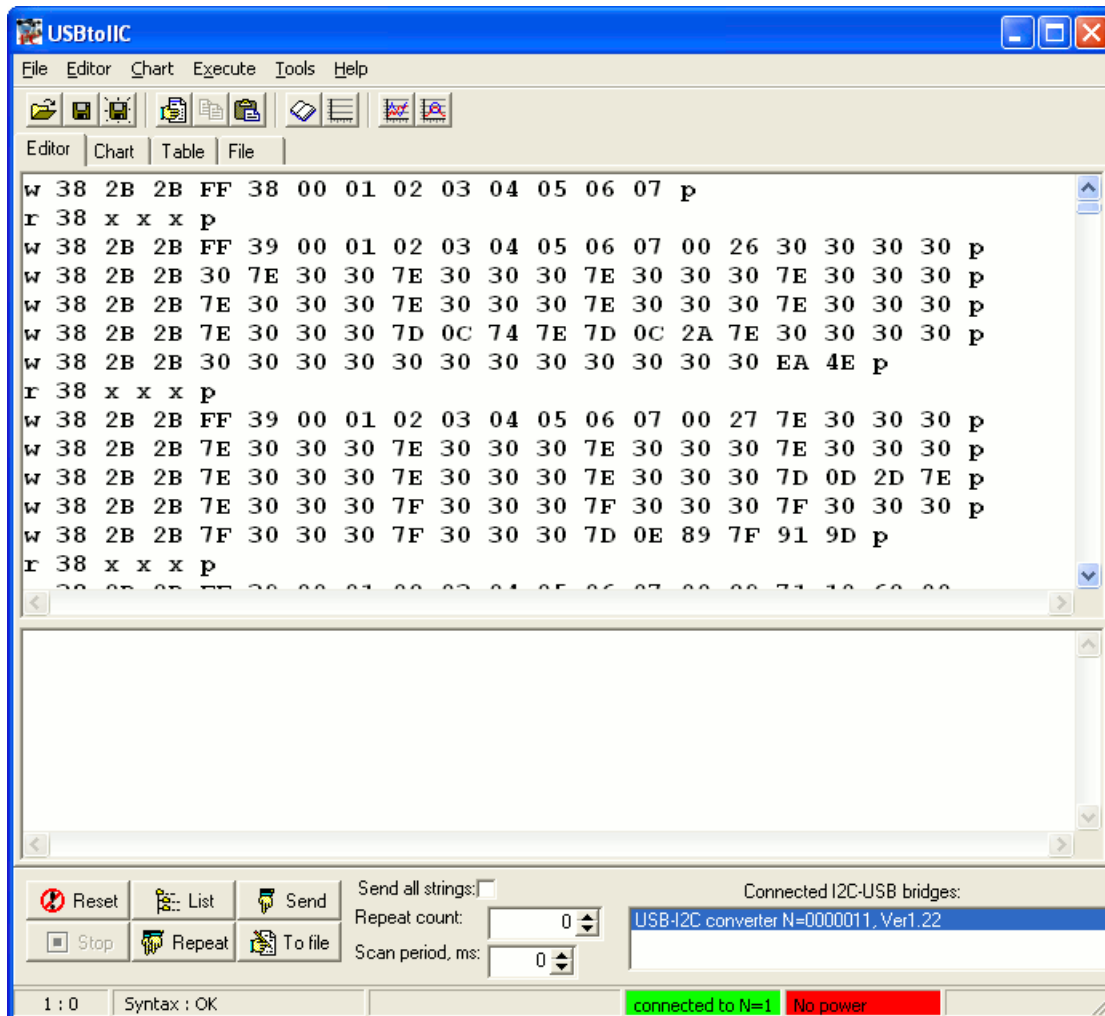 USBtoIIC
File Editor Chart Execute Tools Help
Editor Chart Table File
w 38 2B 2B FF 38 00 01 02 03 04 05 06 07 p
r 38 x x x p
w 38 2B 2B FF 39 00 01 02 03 04 05 06 07 00 26 30 30 30 30 p
w 38 2B 2B 30 7E 30 30 7E 30 30 30 7E 30 30 30 7E 30 30 30 p
w 38 2B 2B 7E 30 30 30 7E 30 30 30 7E 30 30 30 7E 30 30 30 p
w 38 2B 2B 7E 30 30 30 7D 0C 74 7E 7D 0C 2A 7E 30 30 30 30 p
w 38 2B 2B 30 30 30 30 30 30 30 30 30 30 30 30 EA 4E p
r 38 x x x p
w 38 2B 2B FF 39 00 01 02 03 04 05 06 07 00 27 7E 30 30 30 p
w 38 2B 2B 7E 30 30 30 7E 30 30 30 7E 30 30 30 7E 30 30 30 p
w 38 2B 2B 7E 30 30 30 7E 30 30 30 7E 30 30 30 7D 0D 2D 7E p
w 38 2B 2B 7E 30 30 30 7F 30 30 30 7F 30 30 30 7F 30 30 30 p
w 38 2B 2B 7F 30 30 30 7F 30 30 30 7D 0E 89 7F 91 9D p
r 38 x x x p
Reset List Send Send all strings: Connected I2C-USB bridges:
Stop Repeat To file Repeat count: 0 USB-I2C converter N=0000011, Ver1.22
Scan period, ms: 0
1 : 0 Syntax : OK connected to N=1 No power